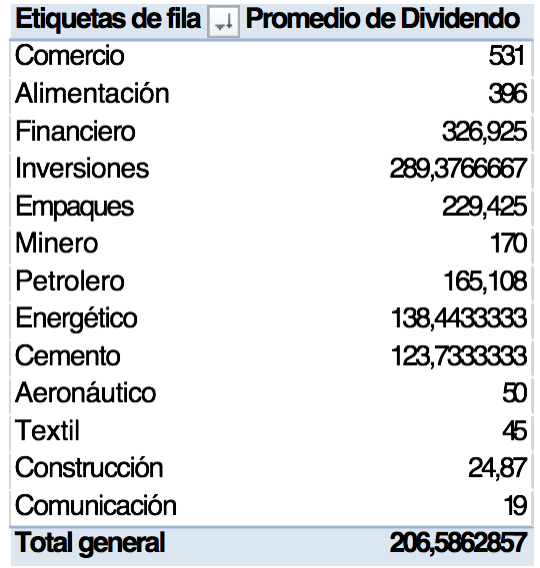 Etiquetas de fila Promedio de Dividendo
Comercio 531
Alimentación 396
Financiero 326,925
Inversiones 289,3766667
Empaques 229,425
Minero 170
Petrolero 165,108
Energético 138,4433333
Cemento 123,7333333
Aeronáutico 50
Textil 45
Construcción 24,87
Comunicación 19
Total general 206,5862857